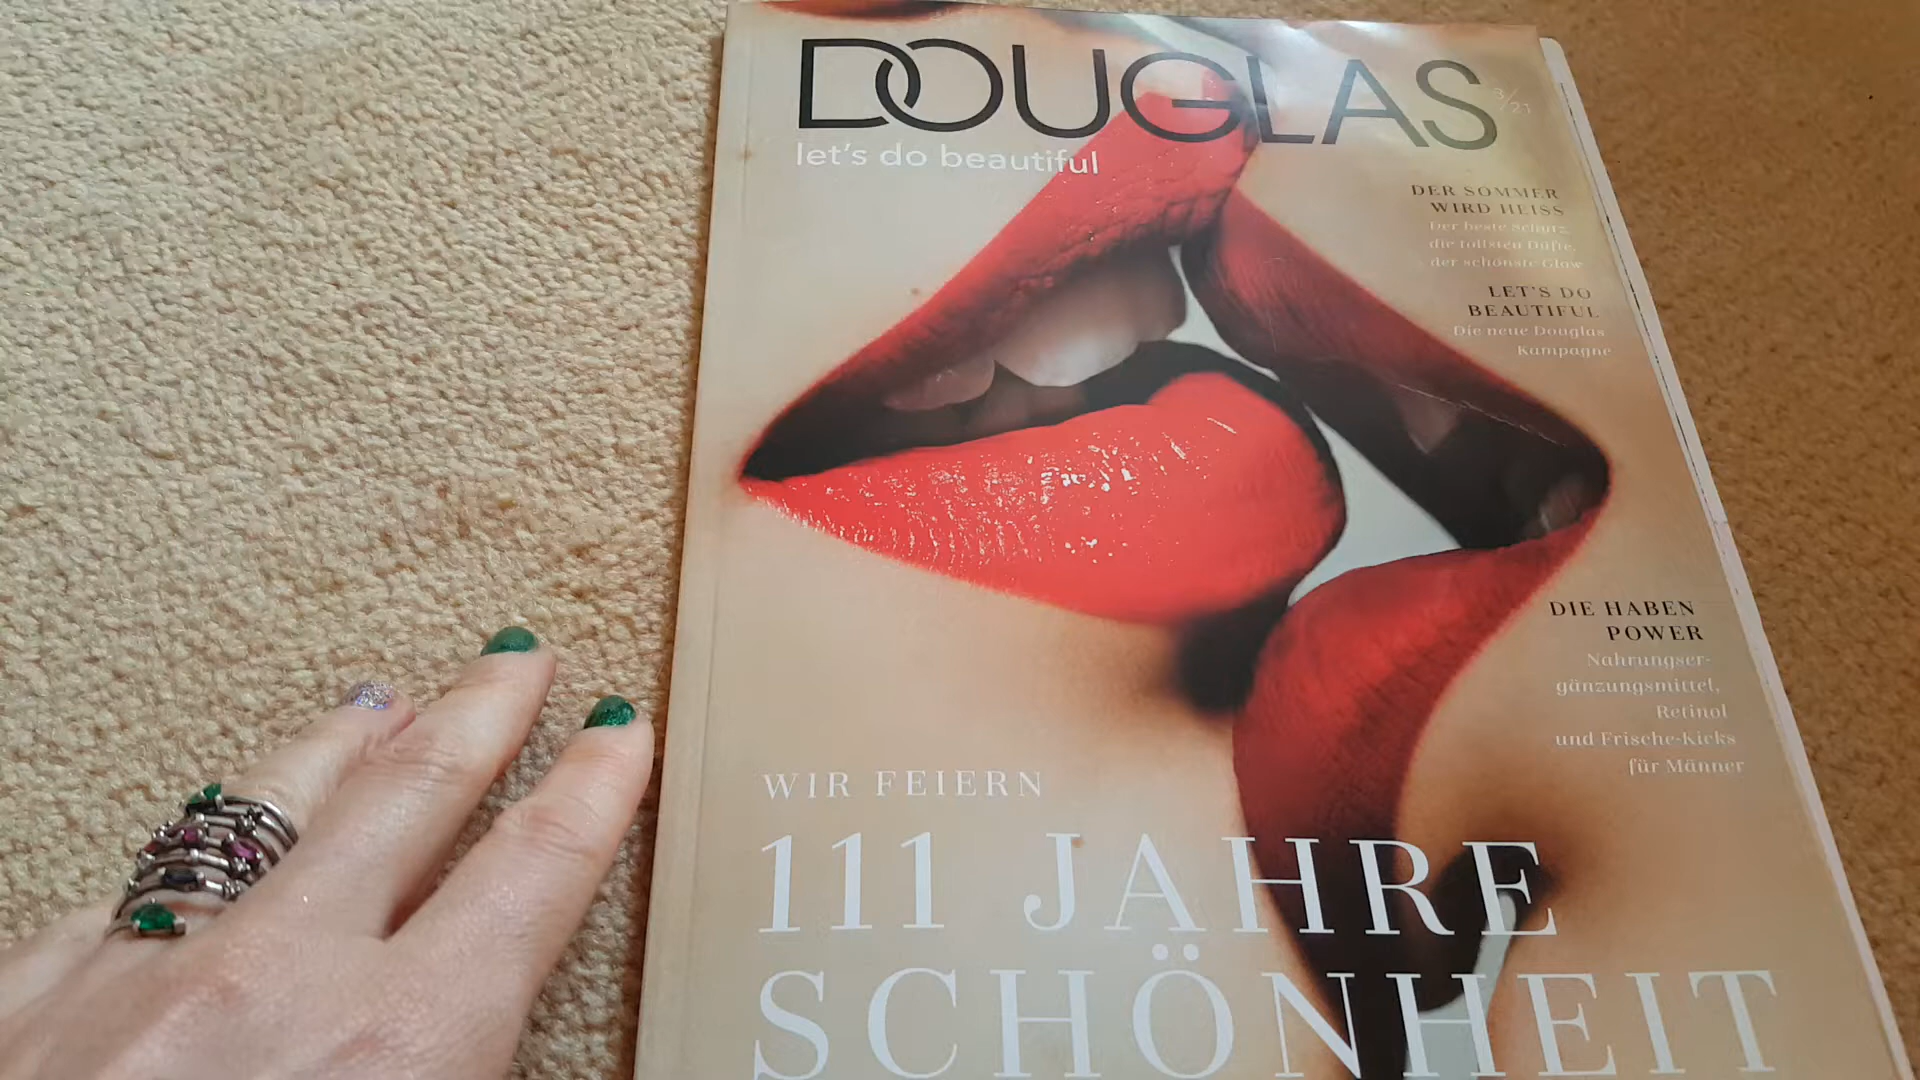 DOUGLAS
3/21
let's do beautiful
DER SOMMER
WIRD HEISS
Der beste Schutz,
die tollsten Düfte,
der schönste Glow
LET'S DO
BEAUTIFUL
Die neue Douglas
Kampagne
DIE HABEN
POWER
Nahrungser-
gänzungsmittel,
Retinol
und Frische-Kicks
für Männer
WIR FEIERN
111 JAHRE
SCHÖNHEIT